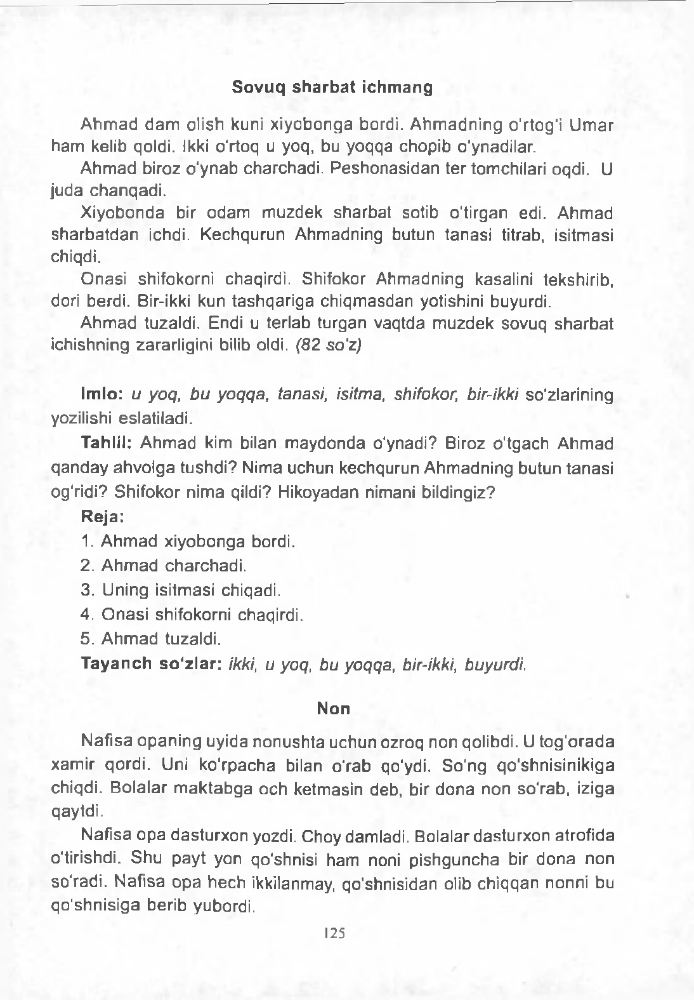 Sovuq sharbat ichmang
Ahmad dam olish kuni xiyobonga bordi. Ahmadning o'rtog'i Umar
ham kelib qoldi. Ikki o'rtoq u yoq, bu yoqqa chopib o'ynadilar.
Ahmad biroz o'ynab charchadi. Peshonasidan ter tomchilari oqdi. U
juda chanqadi.
Xiyobonda bir odam muzdek sharbat sotib o'tirgan edi. Ahmad
sharbatdan ichdi. Kechqurun Ahmadning butun tanasi titrab, isitmasi
chiqdi.
Onasi shifokorni chaqirdi. Shifokor Ahmadning kasalini tekshirib,
dori berdi. Bir-ikki kun tashqariga chiqmasdan yotishini buyurdi.
Ahmad tuzaldi. Endi u terlab turgan vaqtda muzdek sovuq sharbat
ichishning zararligini bilib oldi. (82 so'z)
Imlo: u yoq, bu yoqqa, tanasi, isitma, shifokor, bir-ikki so'zlarining
yozilishi eslatiladi.
Tahlil: Ahmad kim bilan maydonda o'ynadi? Biroz o'tgach Ahmad
qanday ahvolga tushdi? Nima uchun kechqurun Ahmadning butun tanasi
og'ridi? Shifokor nima qildi? Hikoyadan nimani bildingiz?
Reja:
1. Ahmad xiyobonga bordi.
2. Ahmad charchadi.
3. Uning isitmasi chiqadi.
4. Onasi shifokorni chaqirdi.
5. Ahmad tuzaldi.
Tayanch so'zlar: ikki, u yoq, bu yoqqa, bir-ikki, buyurdi.
Non
Nafisa opaning uyida nonushta uchun ozroq non qolibdi. U tog'orada
xamir qordi. Uni ko'rpacha bilan o'rab qo'ydi. So'ng qo'shnisinikiga
chiqdi. Bolalar maktabga och ketmasin deb, bir dona non so'rab, iziga
qaytdi.
Nafisa opa dasturxon yozdi. Choy damladi. Bolalar dasturxon atrofida
o'tirishdi. Shu payt yon qo'shnisi ham noni pishguncha bir dona non
so'radi. Nafisa opa hech ikkilanmay, qo'shnisidan olib chiqqan nonni bu
qo'shnisiga berib yubordi.
125